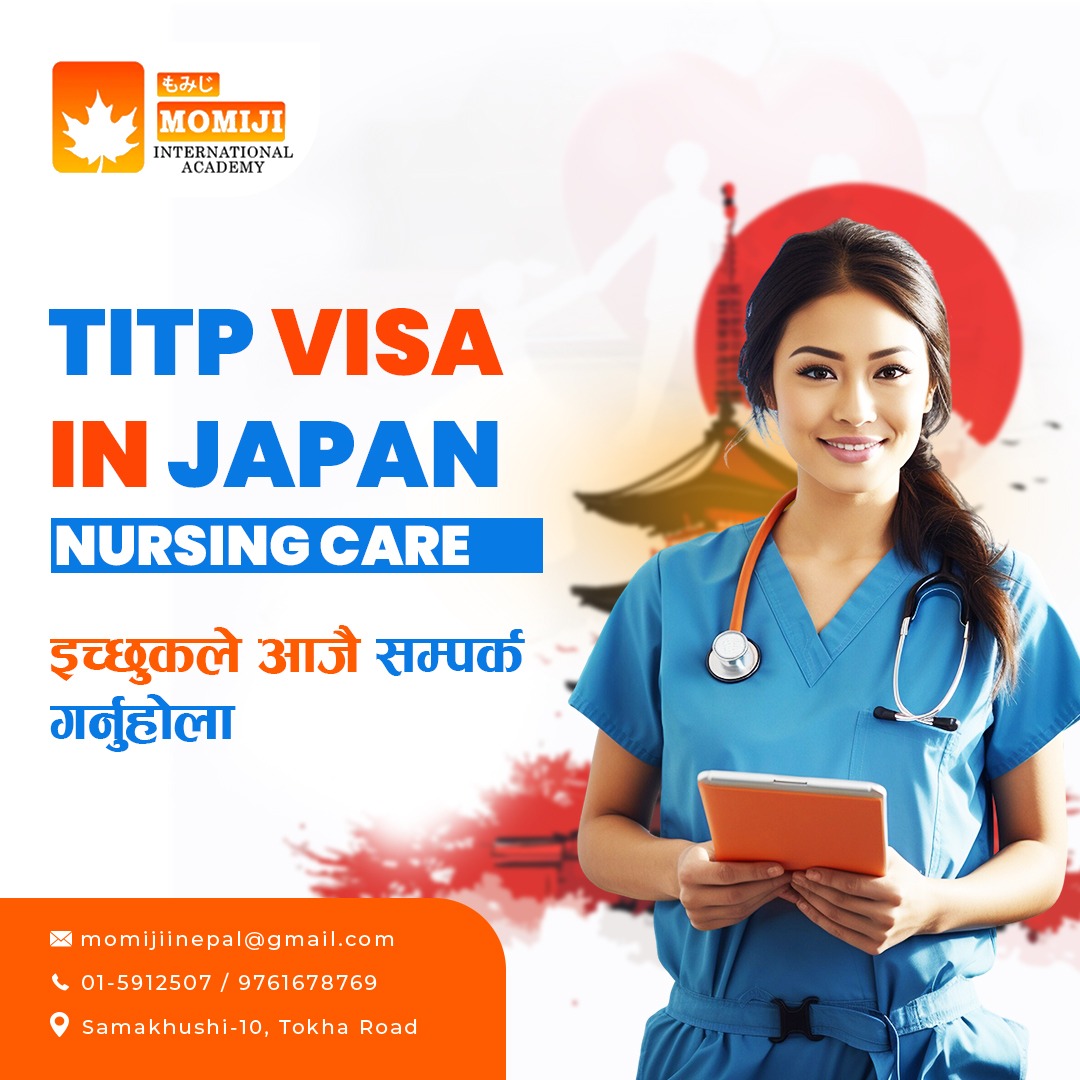 もみじ
MOMIJI
INTERNATIONAL
ACADEMY
TITP VISA
IN JAPAN
NURSING CARE
इच्छुकले आजै सम्पर्क
गर्नुहोला
momijiinepal@gmail.com
01-5912507 / 9761678769
Samakhushi-10, Tokha Road